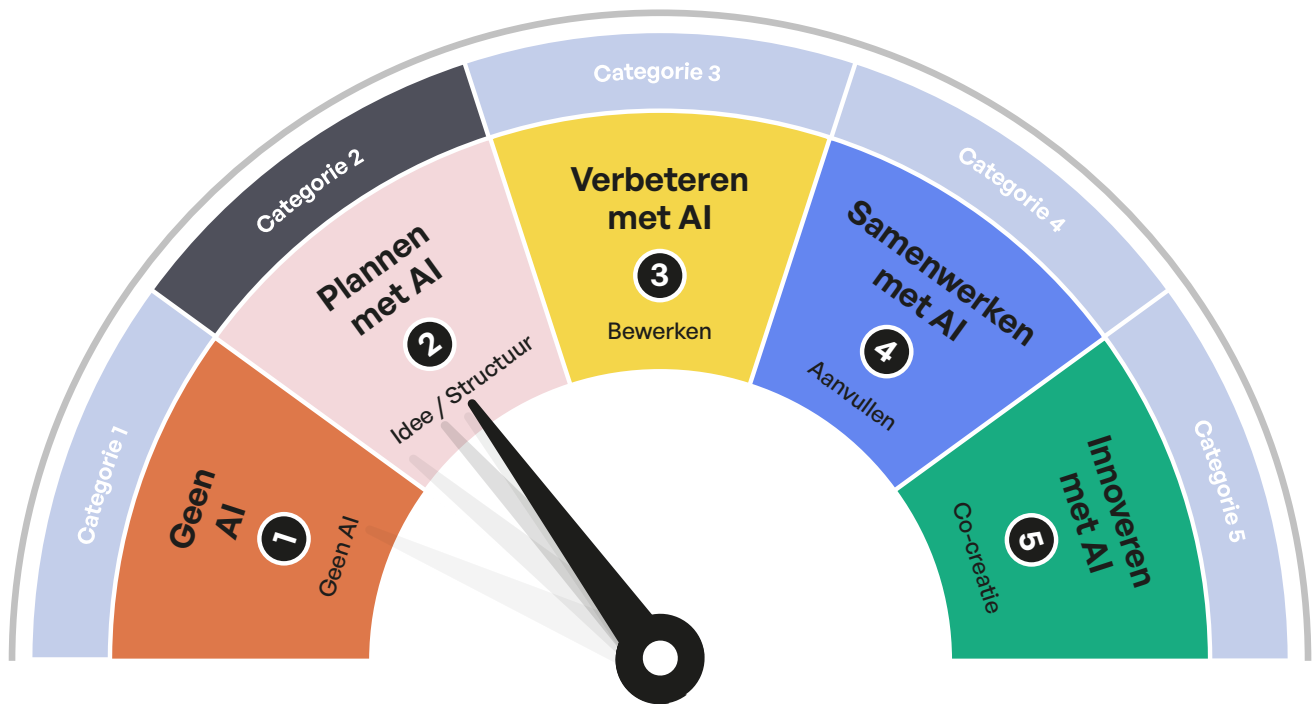 Categorie 1
Geen
AI
1
Geen AI
Categorie 2
Plannen
met AI
2
Idee / Structuur
Categorie 3
Verbeteren
met AI
3
Bewerken
Categorie 4
Samenwerken
met AI
4
Aanvullen
Categorie 5
Innoveren
met AI
5
Co-creatie